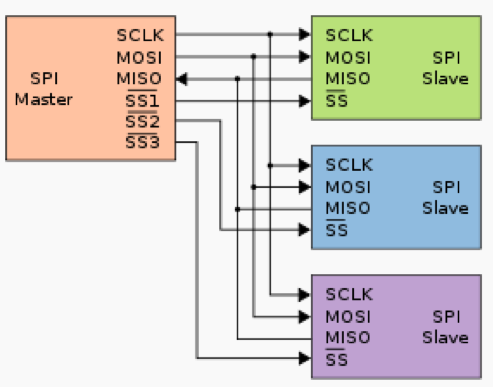 SCLK
MOSI
MISO
SS1
SS2
SS3
SPI
Master
SCLK
MOSI
MISO
SS
SPI
Slave
SCLK
MOSI
MISO
SS
SPI
Slave
SCLK
MOSI
MISO
SS
SPI
Slave